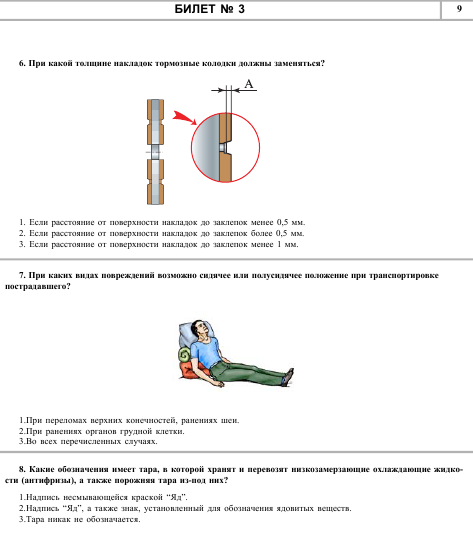 БИЛЕТ № 3
9
6. При какой толщине накладок тормозные колодки должны заменяться?
А
1. Если расстояние от поверхности накладок до заклепок менее 0,5 мм.
2. Если расстояние от поверхности накладок до заклепок более 0,5 мм.
3. Если расстояние от поверхности накладок до заклепок менее 1 мм.
7. При каких видах повреждений возможно сидячее или полусидячее положение при транспортировке
пострадавшего?
1.При переломах верхних конечностей, ранениях шеи.
2.При ранениях органов грудной клетки.
3.Во всех перечисленных случаях.
8. Какие обозначения имеет тара, в которой хранят и перевозят низкозамерзающие охлаждающие жидко-
сти (антифризы), а также порожняя тара из-под них?
1.Надпись несмывающейся краской “Яд”.
2.Надпись “Яд”, а также знак, установленный для обозначения ядовитых веществ.
3.Тара никак не обозначается.